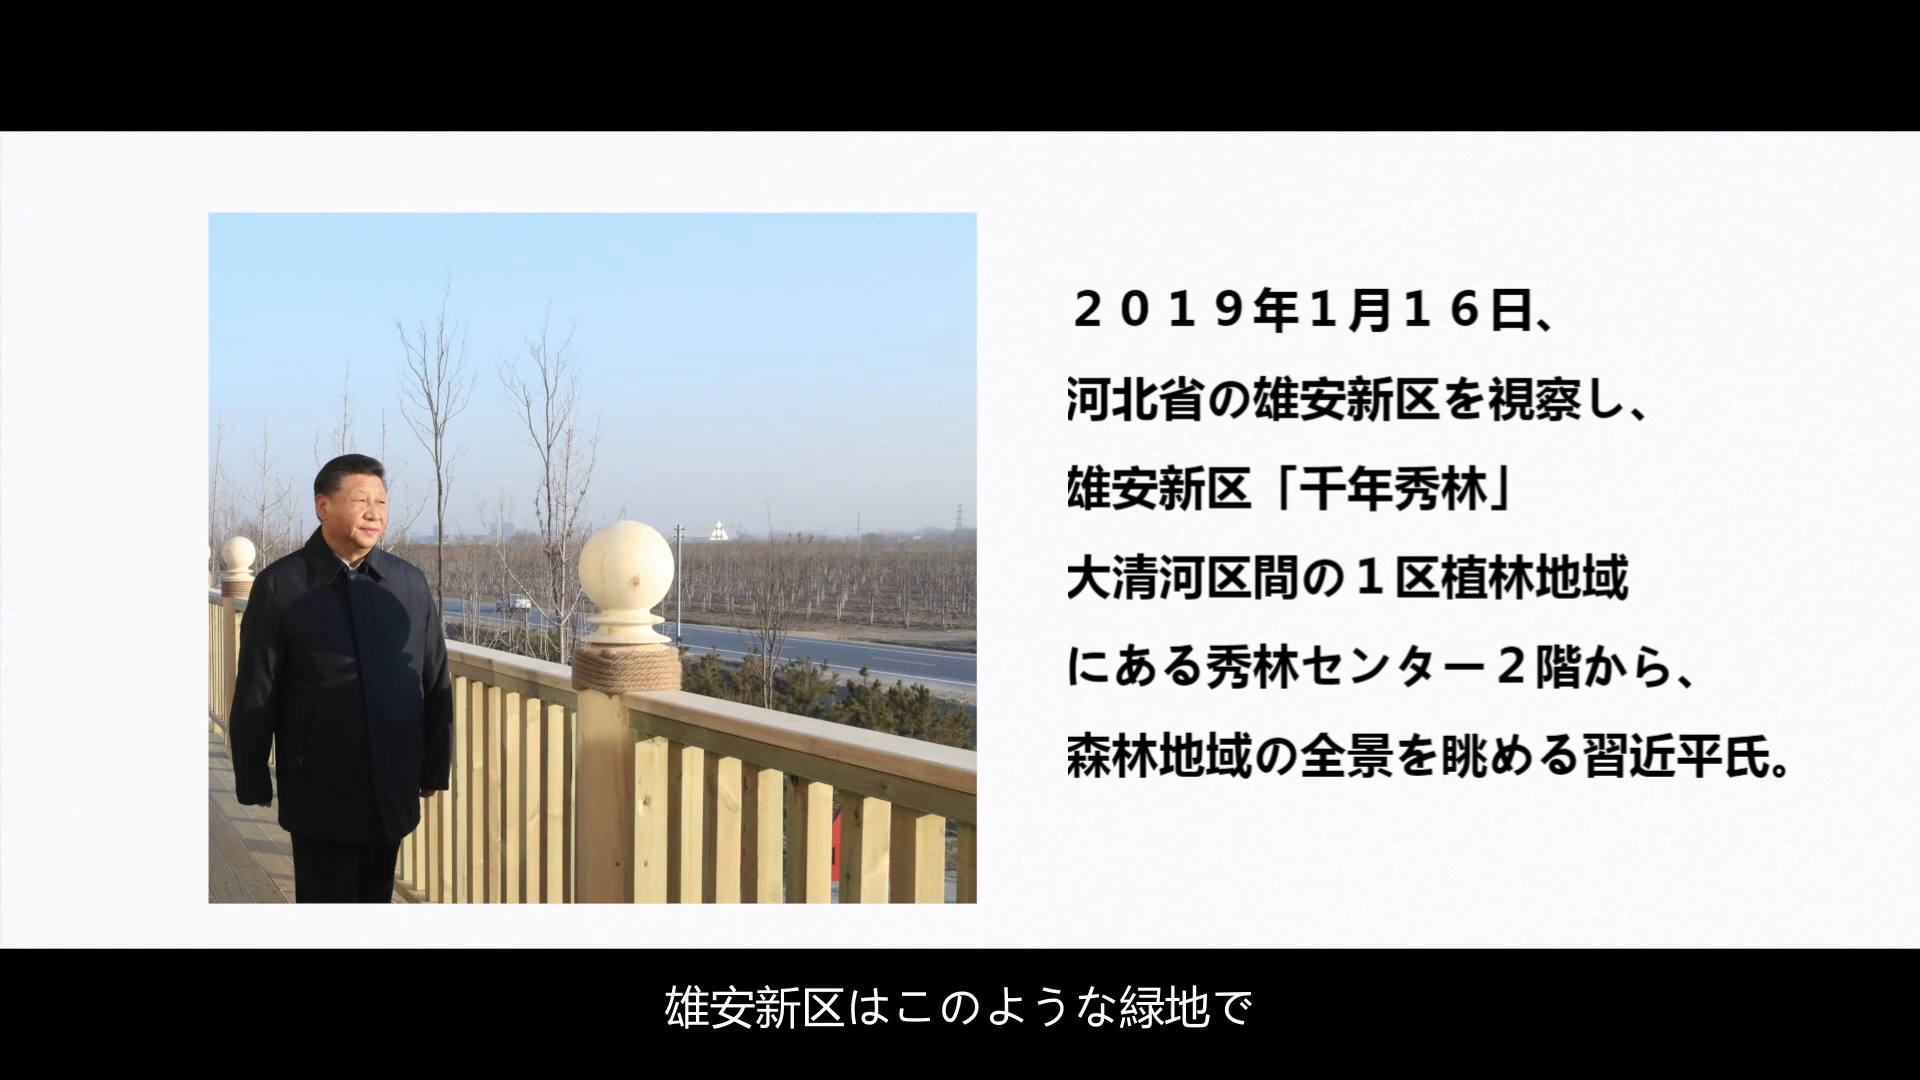 ２０１９年１月１６日、
河北省の雄安新区を視察し、
雄安新区「千年秀林」
大清河区間の１区植林地域
にある秀林センター２階から、
森林地域の全景を眺める習近平氏。
雄安新区はこのような緑地で